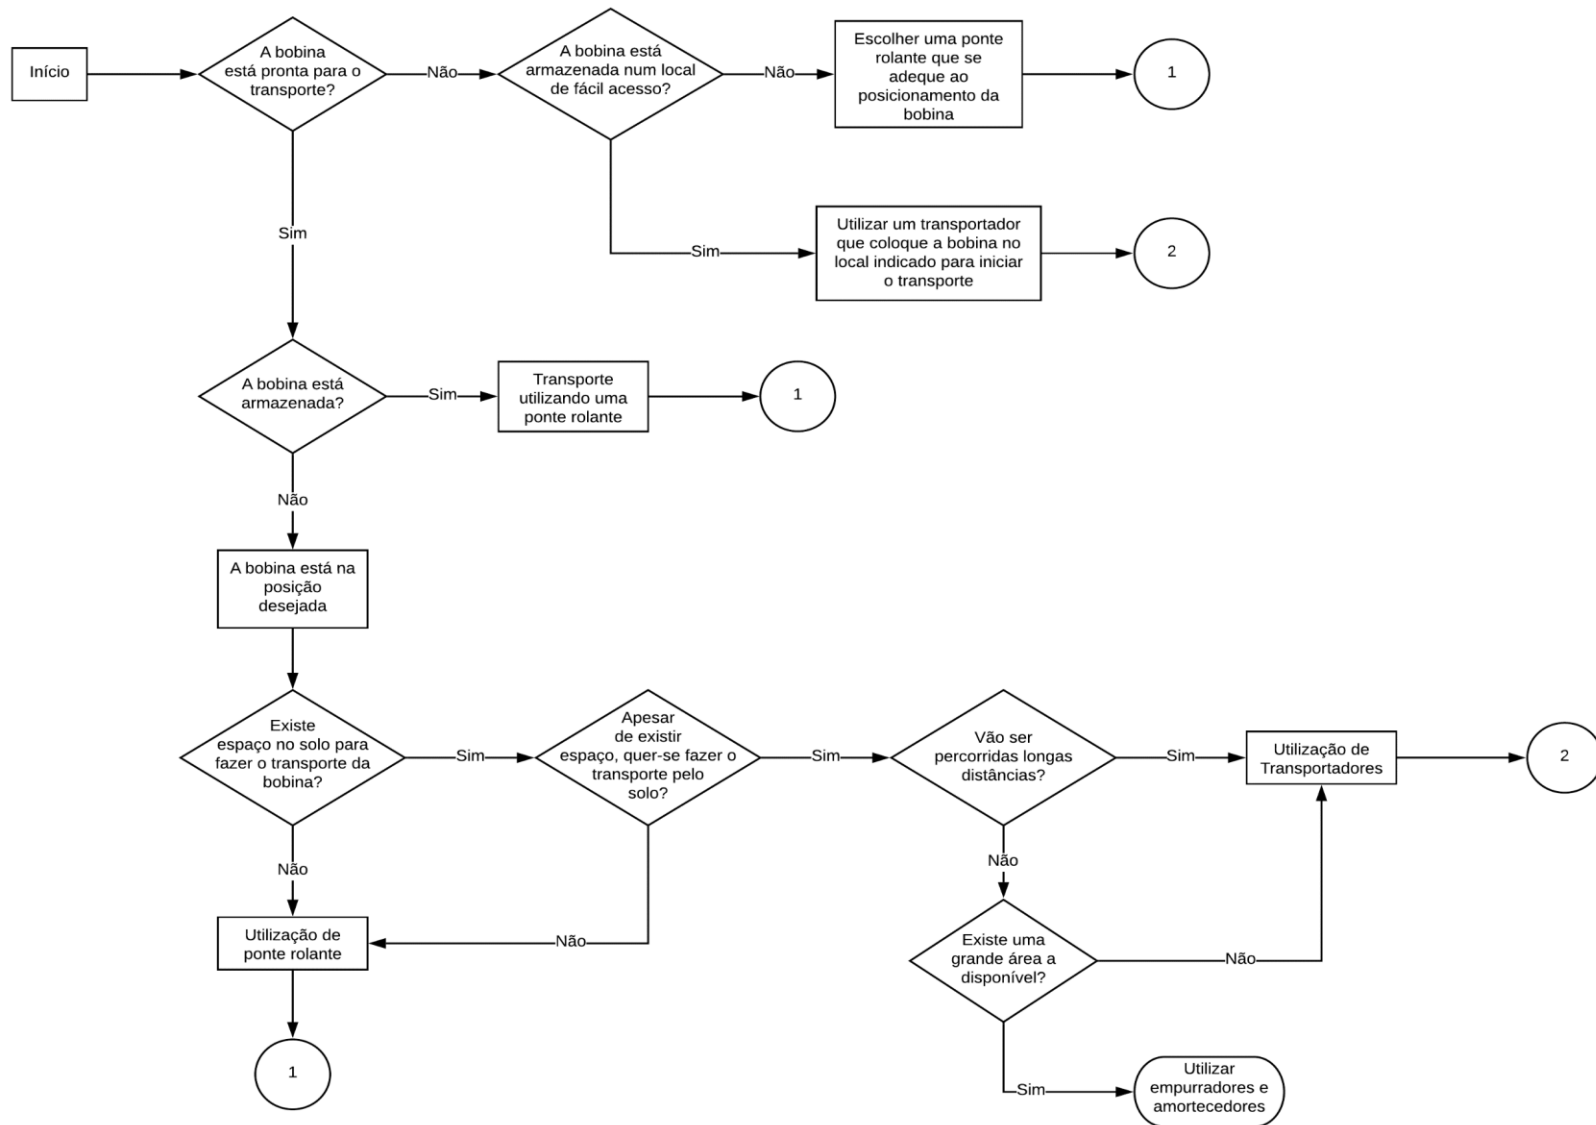 Início
A bobina
está pronta para o
transporte?
Não
A bobina está
armazenada num local
de fácil acesso?
Não
Escolher uma ponte
rolante que se
adeque ao
posicionamento da
bobina
1
Sim
Sim
Utilizar um transportador
que coloque a bobina no
local indicado para iniciar
o transporte
2
A bobina está
armazenada?
Sim
Transporte
utilizando uma
ponte rolante
1
Não
A bobina está na
posição
desejada
Existe
espaço no solo para
fazer o transporte da
bobina?
Sim
Apesar
de existir
espaço, quer-se fazer o
transporte pelo
solo?
Sim
Vão ser
percorridas longas
distâncias?
Sim
Utilização de
Transportadores
2
Não
Não
Utilização de
ponte rolante
Não
Existe uma
grande área a
disponível?
Não
1
Sim
Utilizar
empurradores e
amortecedores